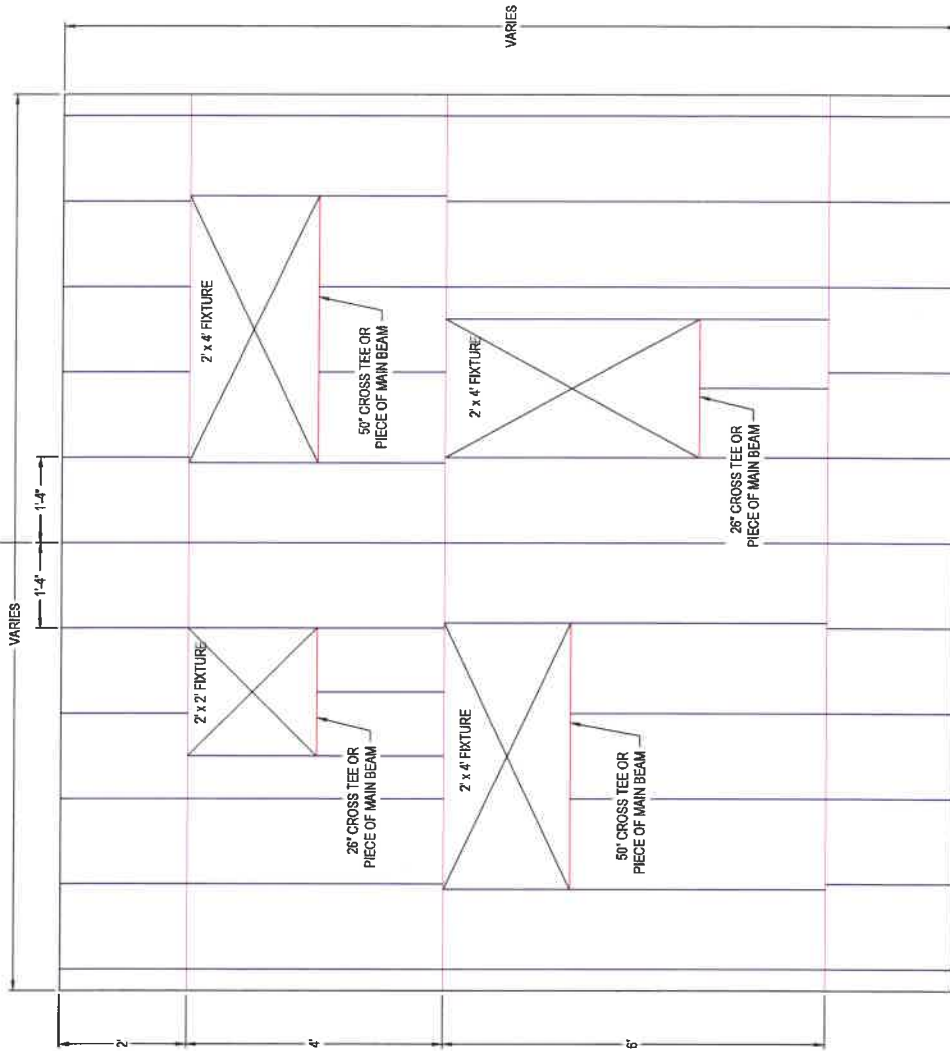 VARIES
VARIES
1'-4"
1'-4"
2'
4'
6'
2' x 2' FIXTURE
26" CROSS TEE OR
PIECE OF MAIN BEAM
2' x 4' FIXTURE
50" CROSS TEE OR
PIECE OF MAIN BEAM
2' x 4' FIXTURE
50" CROSS TEE OR
PIECE OF MAIN BEAM
2' x 4' FIXTURE
26" CROSS TEE OR
PIECE OF MAIN BEAM